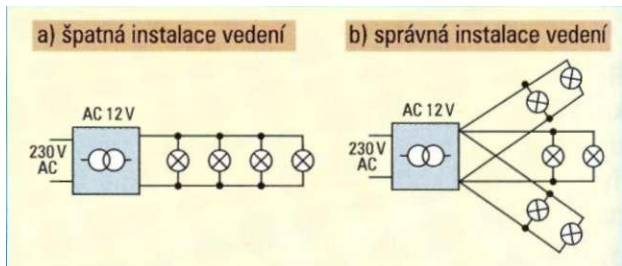 a) špatná instalace vedení
b) správná instalace vedení
AC 12 V
230 V
AC
AC 12 V
230 V
AC